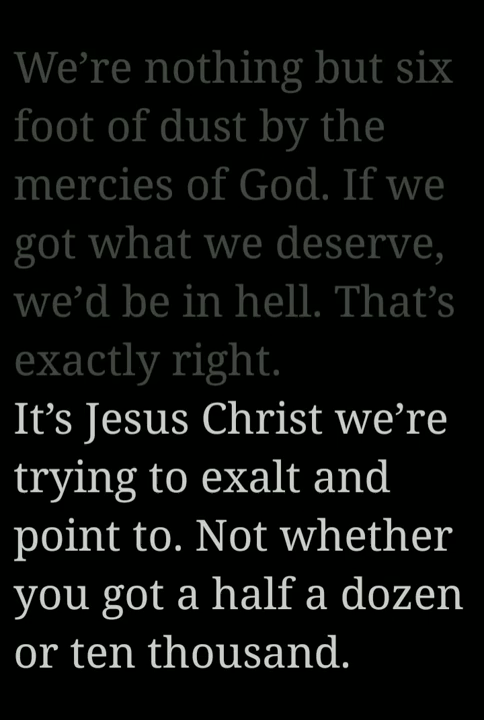 We’re nothing but six
foot of dust by the
mercies of God. If we
got what we deserve,
we’d be in hell. That’s
exactly right.
It’s Jesus Christ we’re
trying to exalt and
point to. Not whether
you got a half a dozen
or ten thousand.